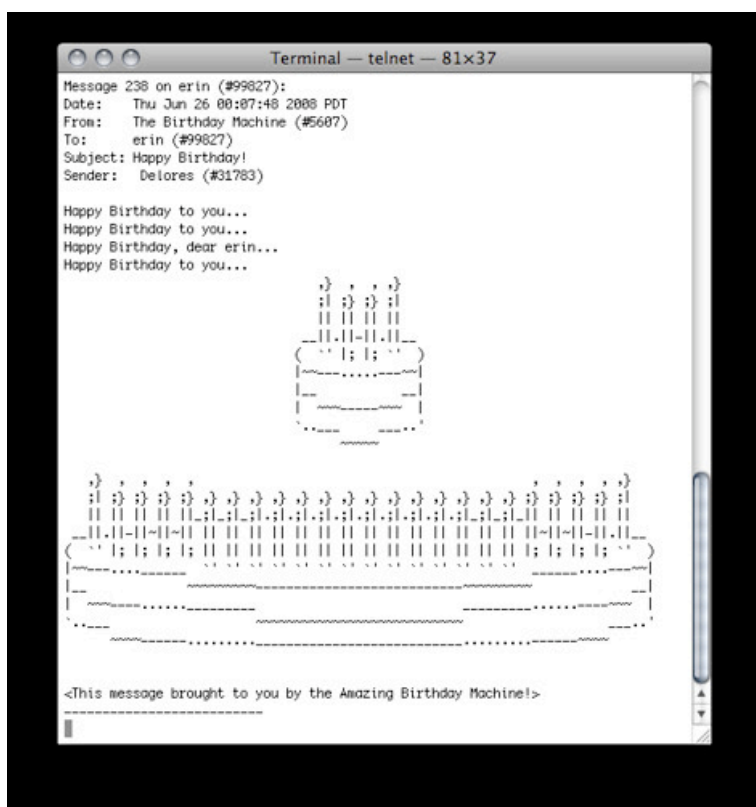 Terminal — telnet — 81×37
Message 238 on erin (#99827):
Date:    Thu Jun 26 00:07:48 2008 PDT
From:    The Birthday Machine (#5607)
To:      erin (#99827)
Subject: Happy Birthday!
Sender:   Delores (#31783)
Happy Birthday to you...
Happy Birthday to you...
Happy Birthday, dear erin...
Happy Birthday to you...
<This message brought to you by the Amazing Birthday Machine!>
--------------------------